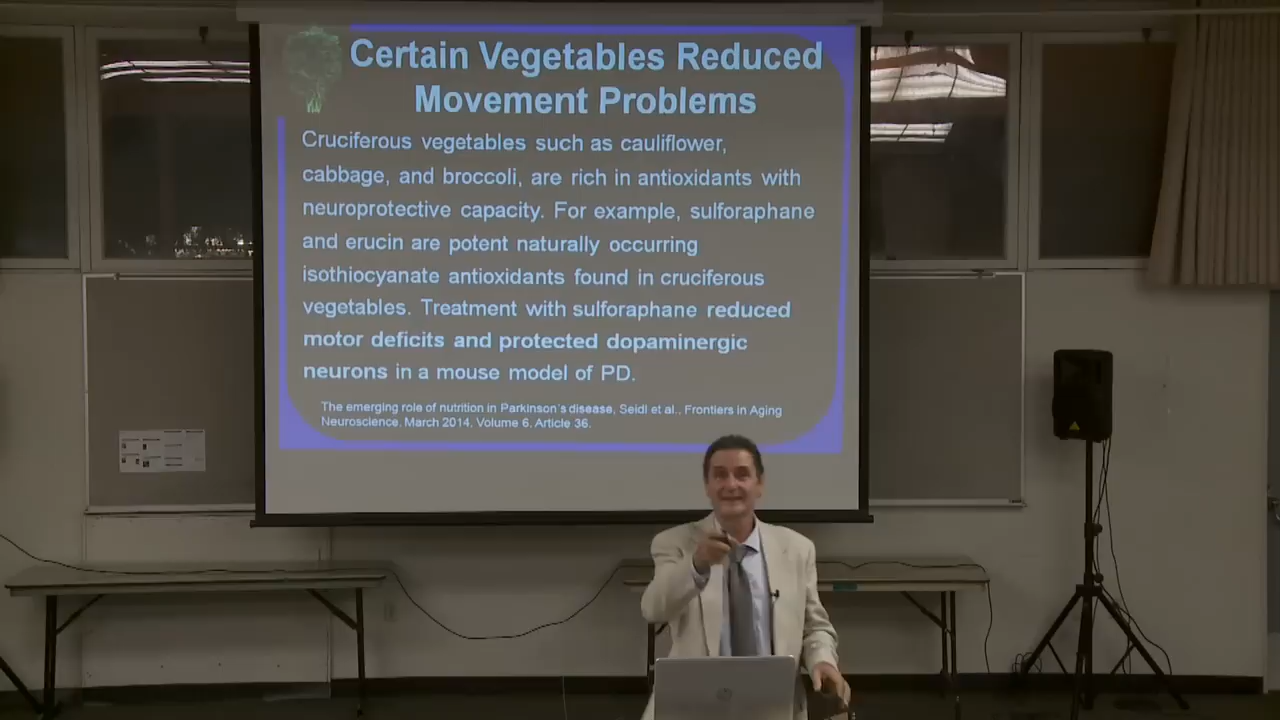 Certain Vegetables Reduced
Movement Problems
Cruciferous vegetables such as cauliflower,
cabbage, and broccoli, are rich in antioxidants with
neuroprotective capacity. For example, sulforaphane
and erucin are potent naturally occurring
isothiocyanate antioxidants found in cruciferous
vegetables. Treatment with sulforaphane reduced
motor deficits and protected dopaminergic
neurons in a mouse model of PD.
The emerging role of nutrition in Parkinson's disease, Seidl et al., Frontiers in Aging
Neuroscience, March 2014, Volume 6, Article 36.